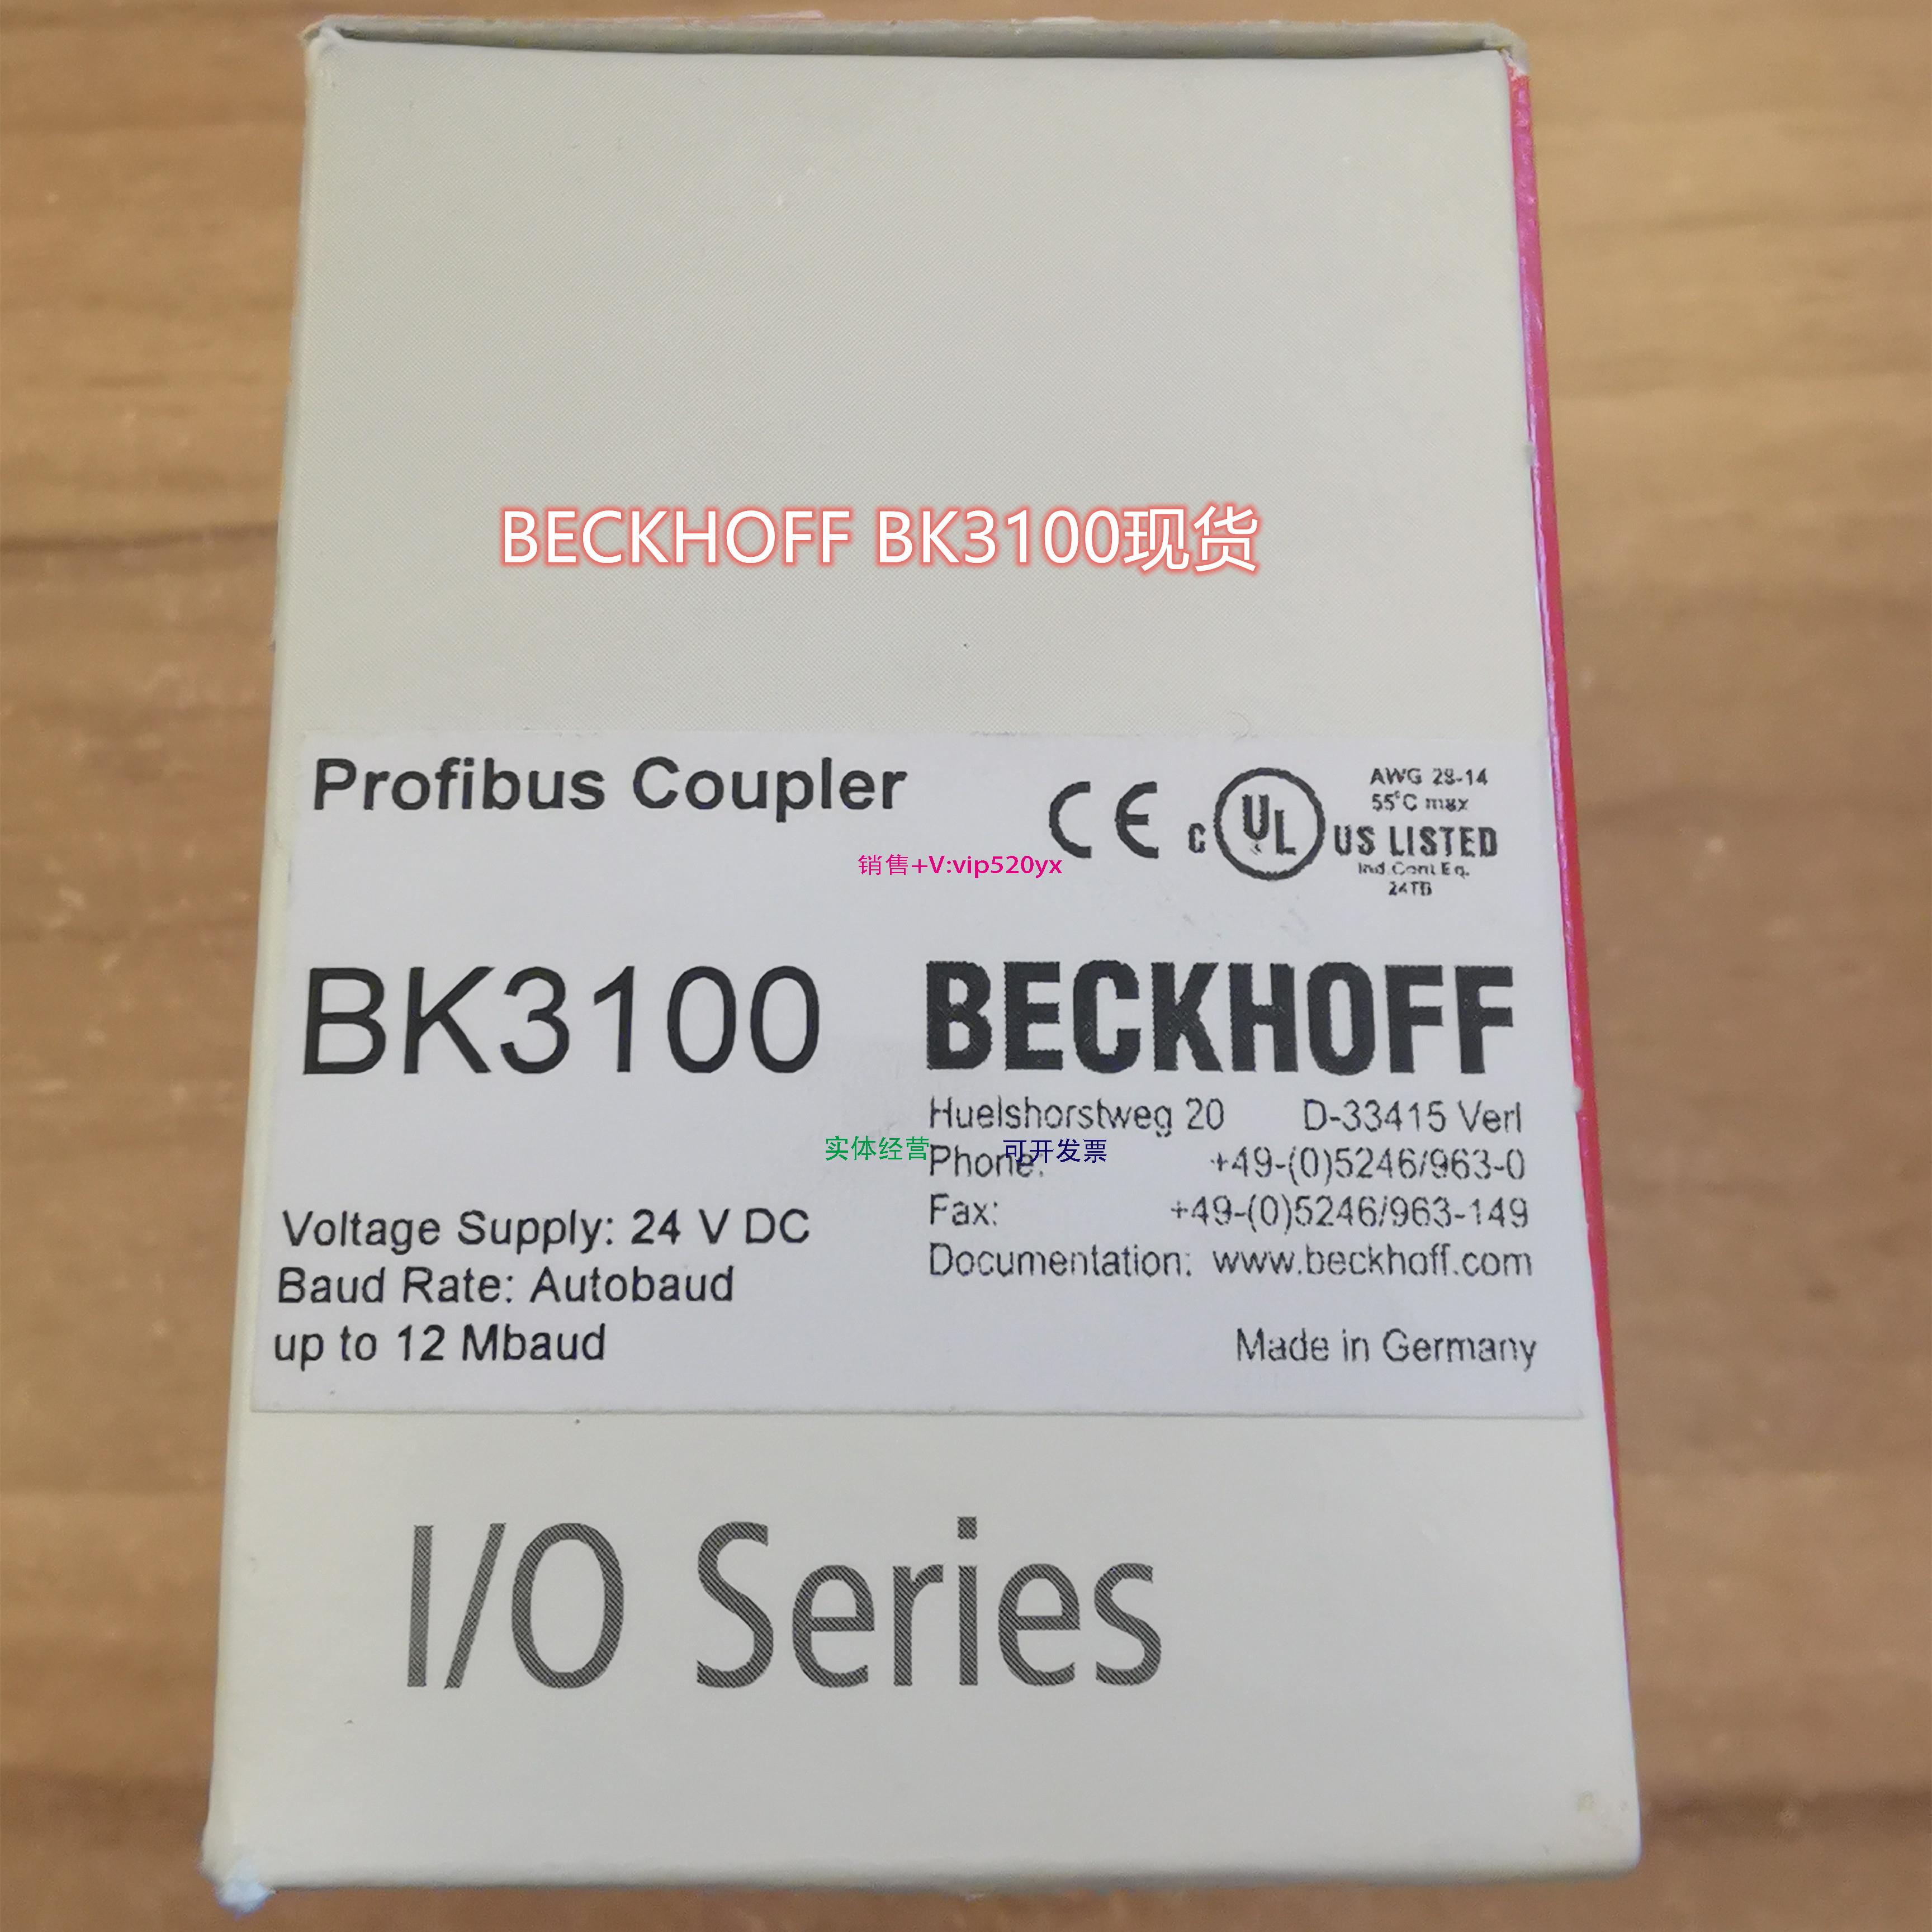 BECKHOFF BK3100现货
Profibus Coupler
CE
C UL US LISTED
AWG 28-14
55°C max
Ind.Cont.Eq.
24TB
销售+V:vip520yx
BK3100
BECKHOFF
Huelshorstweg 20 D-33415 Verl
实体经营
可开发票
Phone: +49-(0)5246/963-0
Fax: +49-(0)5246/963-149
Documentation: www.beckhoff.com
Voltage Supply: 24 V DC
Baud Rate: Autobaud
up to 12 Mbaud
Made in Germany
I/O Series